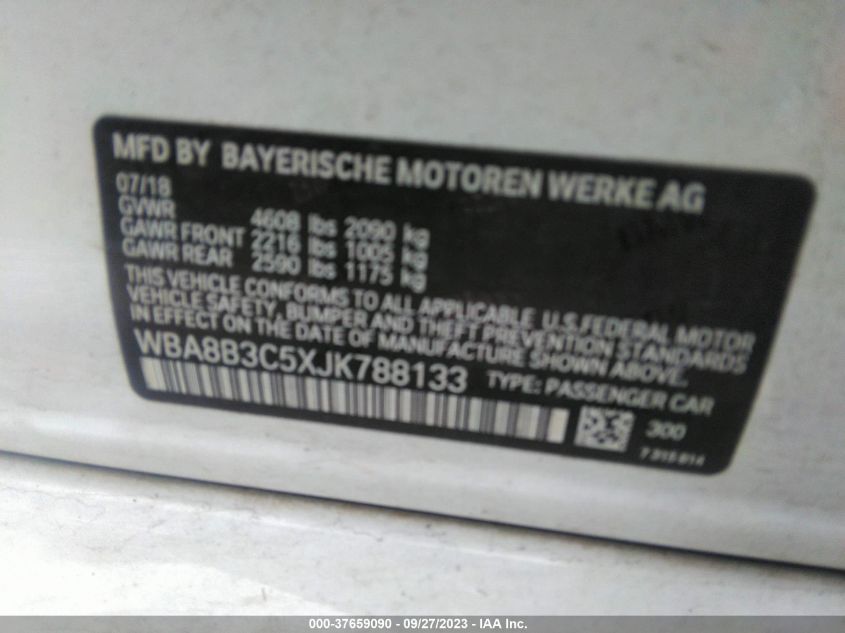 MFD BY BAYERISCHE MOTOREN WERKE AG
07/18
GVWR 4608 lbs 2090 kg
GAWR FRONT 2216 lbs 1005 kg
GAWR REAR 2590 lbs 1175 kg
THIS VEHICLE CONFORMS TO ALL APPLICABLE U.S. FEDERAL MOTOR
VEHICLE SAFETY, BUMPER AND THEFT PREVENTION STANDARDS
IN EFFECT ON THE DATE OF MANUFACTURE SHOWN ABOVE.
WBA8B3C5XJK788133 TYPE: PASSENGER CAR
300
7 315 814
000-37659090 - 09/27/2023 - IAA Inc.